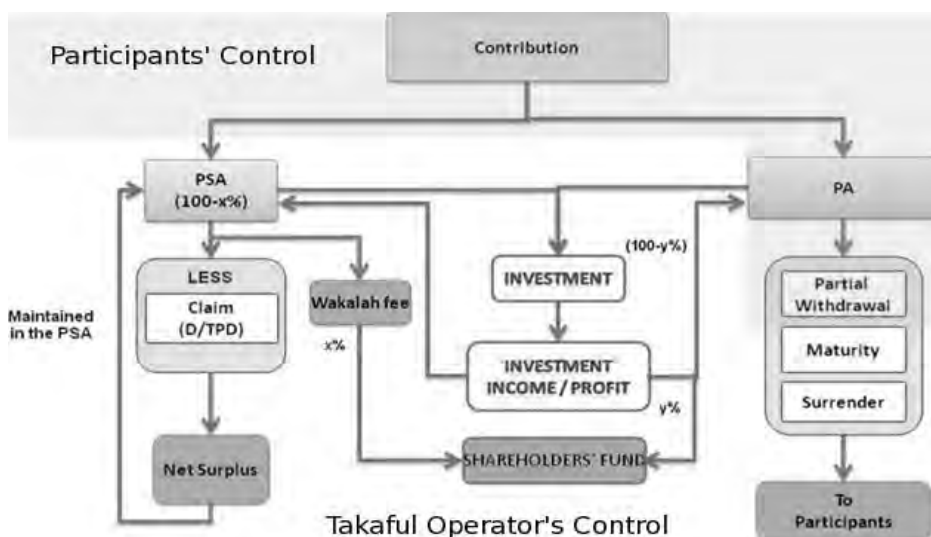 Participants' Control
Contribution
PSA
(100-x%)
PA
LESS
Claim
(D/TPD)
Maintained
in the PSA
Wakalah fee
x%
INVESTMENT
(100-y%)
INVESTMENT
INCOME / PROFIT
y%
Partial
Withdrawal
Maturity
Surrender
Net Surplus
SHAREHOLDERS' FUND
To
Participants
Takaful Operator's Control